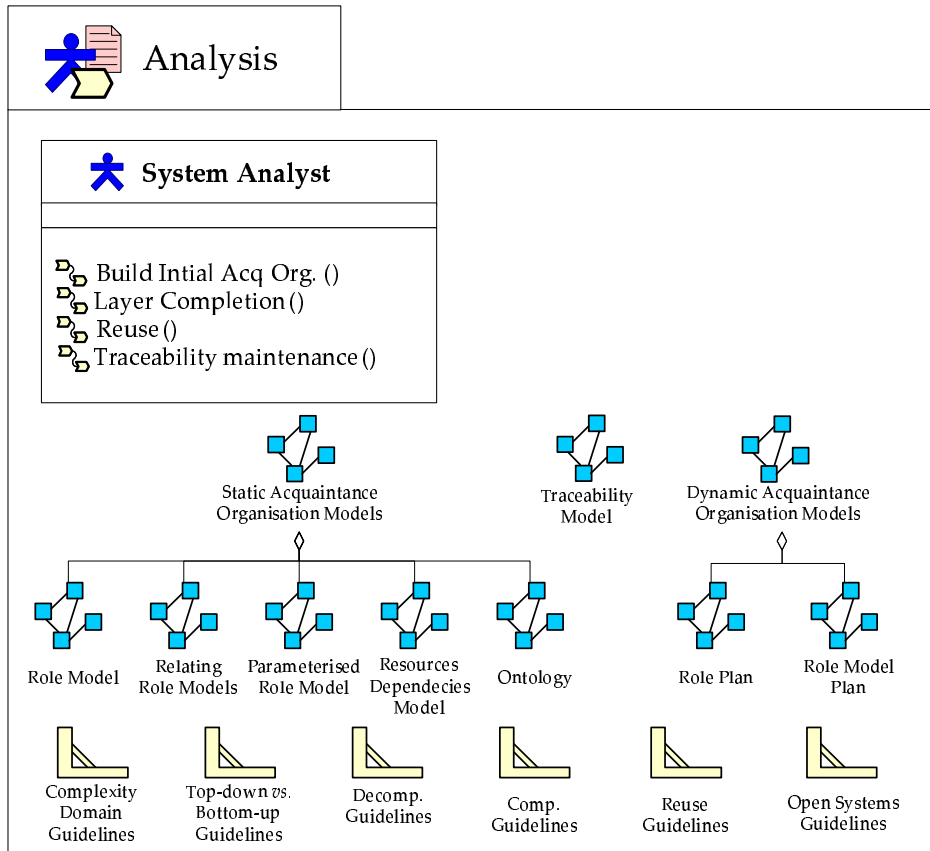 Analysis
System Analyst
Build Intial Acq Org. ()
Layer Completion ()
Reuse ()
Traceability maintenance ()
Static Acquaintance
Organisation Models
Traceability
Model
Dynamic Acquaintance
Organisation Models
Role Model
Relating
Role Models
Parameterised
Role Model
Resources
Dependecies
Model
Ontology
Role Plan
Role Model
Plan
Complexity
Domain
Guidelines
Top-down vs.
Bottom-up
Guidelines
Decomp.
Guidelines
Comp.
Guidelines
Reuse
Guidelines
Open Systems
Guidelines